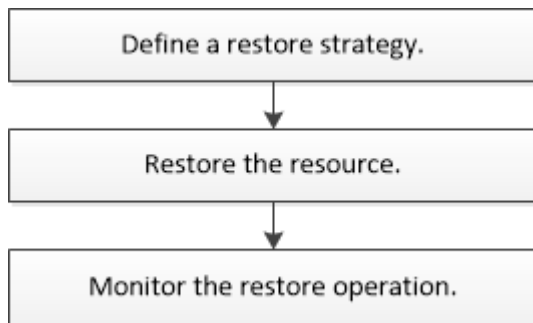 Define a restore strategy.
Restore the resource.
Monitor the restore operation.